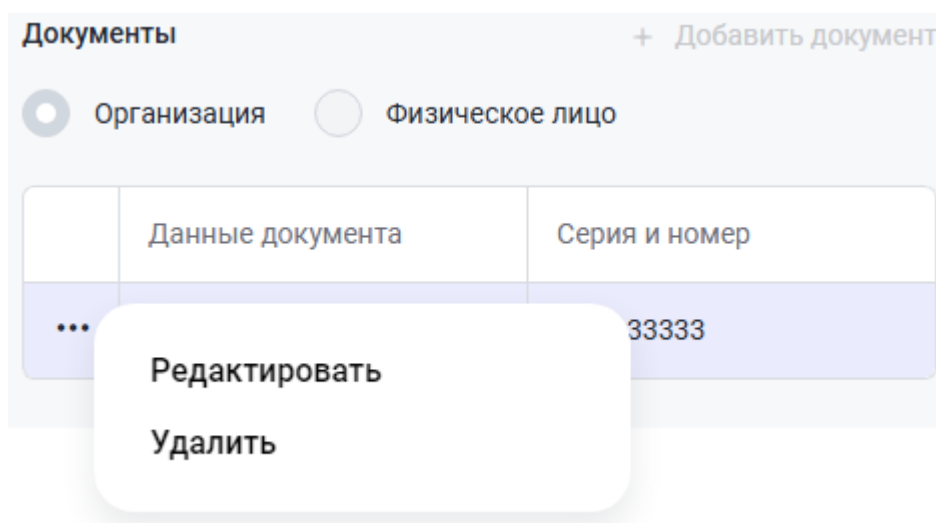 Документы
+ Добавить документ
Организация
Физическое лицо
Данные документа
Серия и номер
••• 33333
Редактировать
Удалить